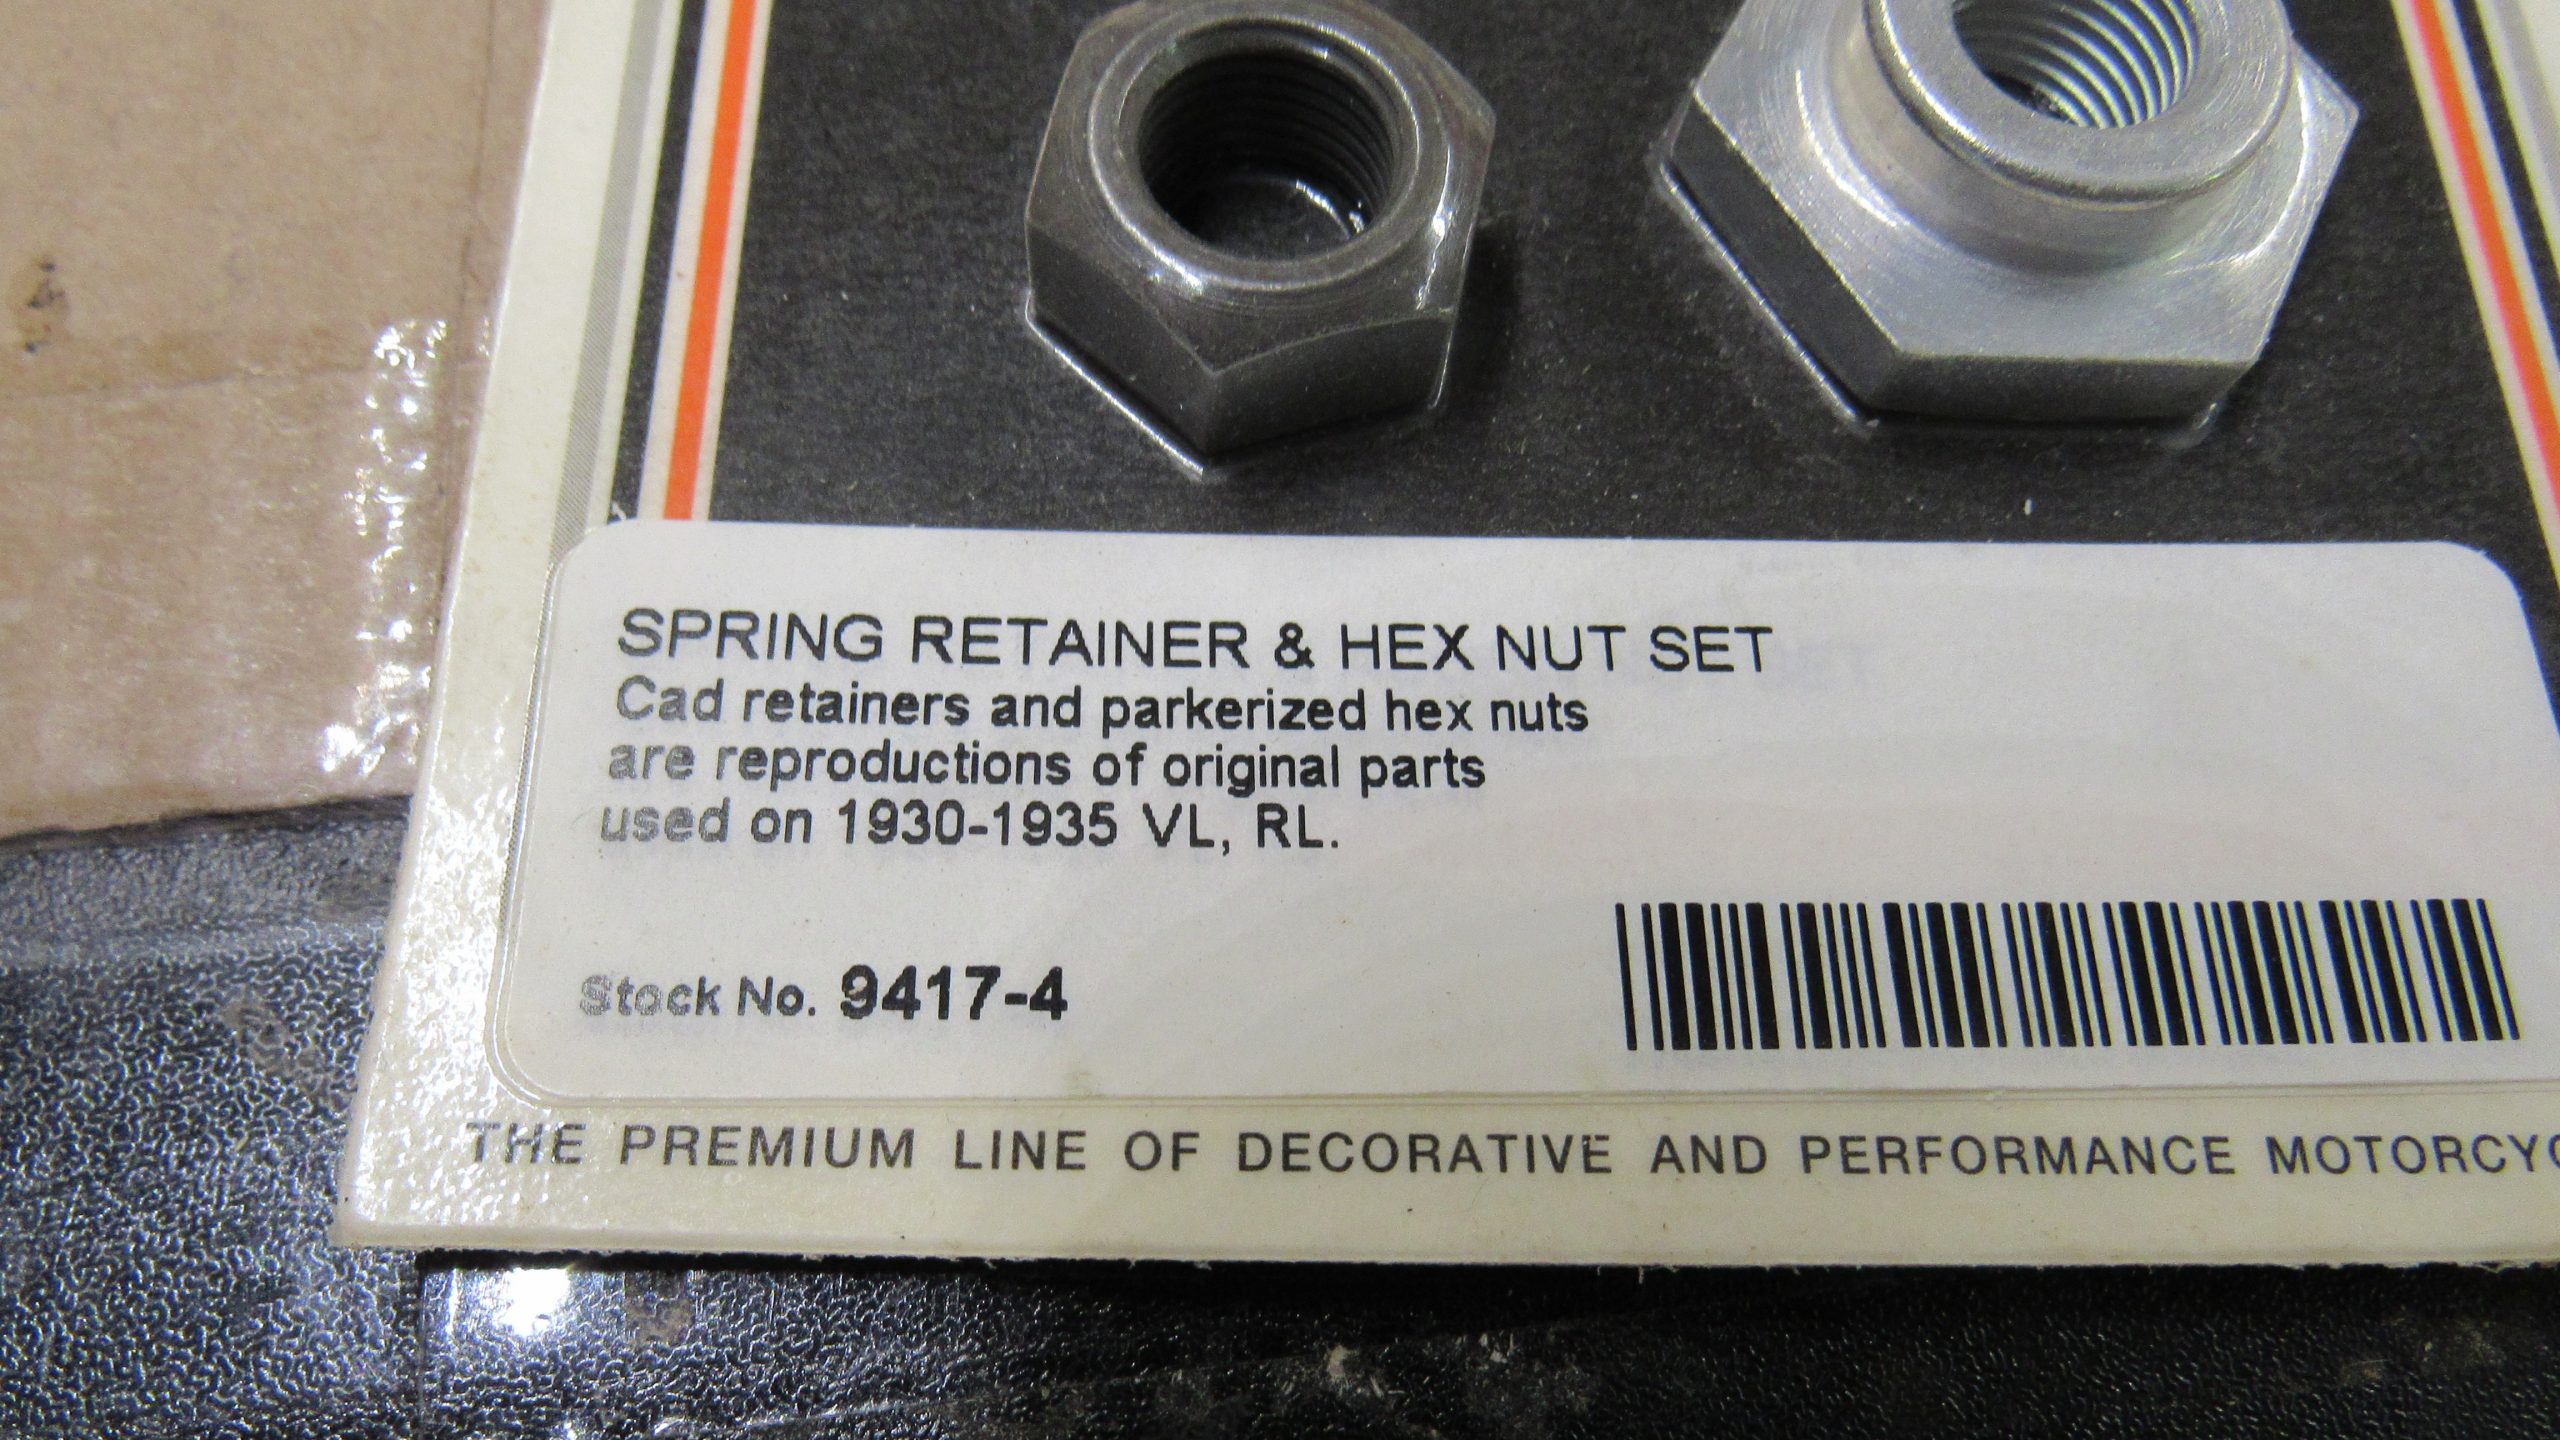 SPRING RETAINER & HEX NUT SET
Cad retainers and parkerized hex nuts
are reproductions of original parts
used on 1930-1935 VL, RL.
Stock No. 9417-4
THE PREMIUM LINE OF DECORATIVE AND PERFORMANCE